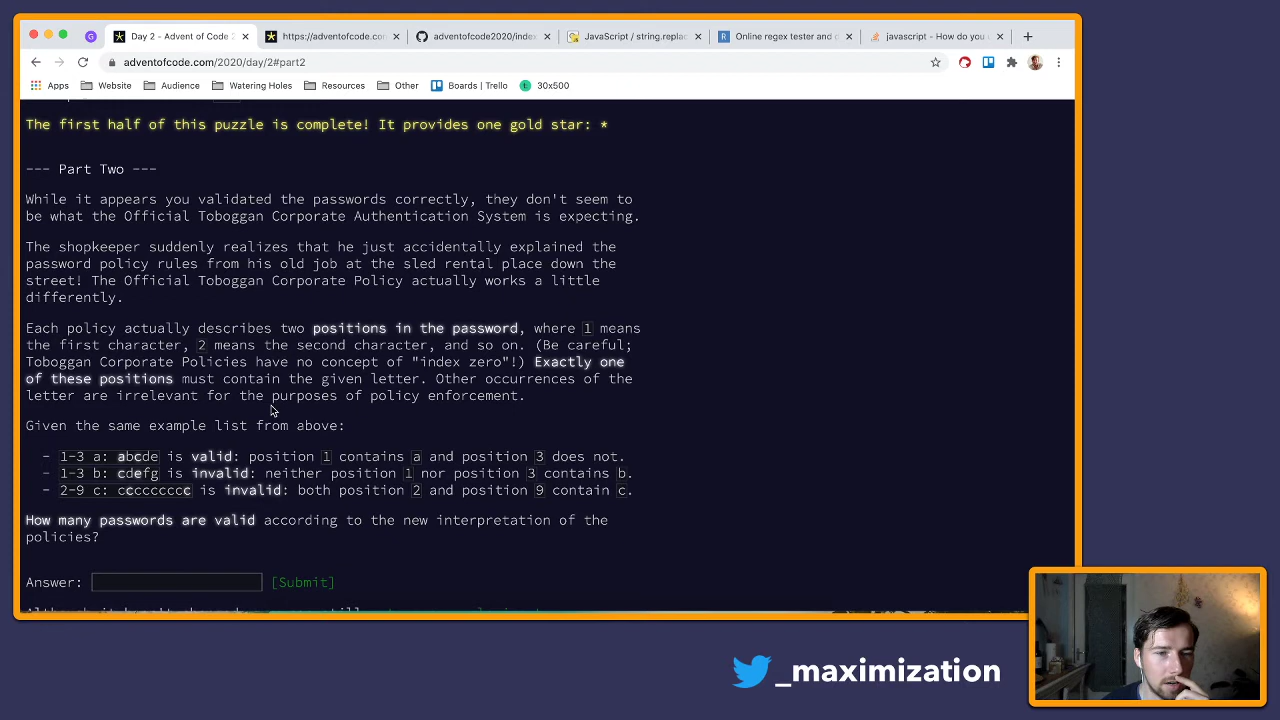 Day 2 - Advent of Code 2
https://adventofcode.com
adventofcode2020/index
JavaScript / string.replac
Online regex tester and d
javascript - How do you u
adventofcode.com/2020/day/2#part2
Apps
Website
Audience
Watering Holes
Resources
Other
Boards | Trello
30x500
The first half of this puzzle is complete! It provides one gold star: *
--- Part Two ---
While it appears you validated the passwords correctly, they don't seem to
be what the Official Toboggan Corporate Authentication System is expecting.
The shopkeeper suddenly realizes that he just accidentally explained the
password policy rules from his old job at the sled rental place down the
street! The Official Toboggan Corporate Policy actually works a little
differently.
Each policy actually describes two positions in the password, where 1 means
the first character, 2 means the second character, and so on. (Be careful;
Toboggan Corporate Policies have no concept of "index zero"!) Exactly one
of these positions must contain the given letter. Other occurrences of the
letter are irrelevant for the purposes of policy enforcement.
Given the same example list from above:
- 1-3 a: abcde is valid: position 1 contains a and position 3 does not.
- 1-3 b: cdefg is invalid: neither position 1 nor position 3 contains b.
- 2-9 c: ccccccccc is invalid: both position 2 and position 9 contain c.
How many passwords are valid according to the new interpretation of the
policies?
Answer: [Submit]
_maximization